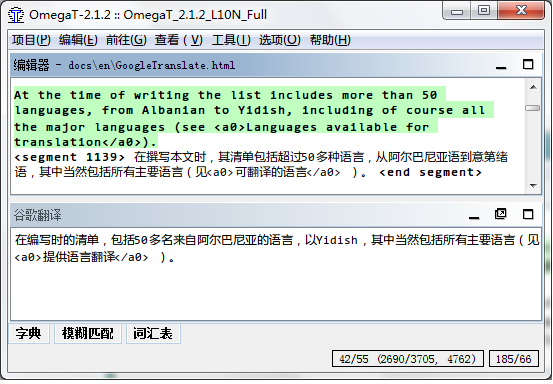 OmegaT-2.1.2 :: OmegaT_2.1.2_L10N_Full
项目(P) 编辑(E) 前往(G) 查看(V) 工具(T) 选项(O) 帮助(H)
编辑器 - docs\en\GoogleTranslate.html
At the time of writing the list includes more than 50
languages, from Albanian to Yidish, including of course all
the major languages (see <a0>Languages available for
translation</a0>).
<segment 1139> 在撰写本文时，其清单包括超过50多种语言，从阿尔巴尼亚语到意第绪
语，其中当然包括所有主要语言（见<a0>可翻译的语言</a0> ）。 <end segment>
谷歌翻译
在编写时的清单，包括50多名来自阿尔巴尼亚的语言，以Yidish，其中当然包括所有主要语言（见
<a0>提供语言翻译</a0> ）。
字典 模糊匹配 词汇表
42/55 (2690/3705, 4762) 185/66